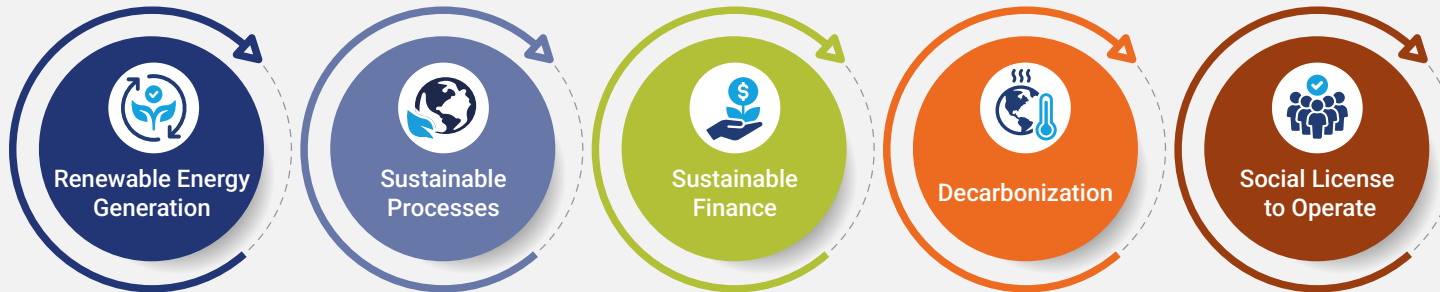 Renewable Energy
Generation
Sustainable
Processes
$
Sustainable
Finance
Decarbonization
Social License
to Operate